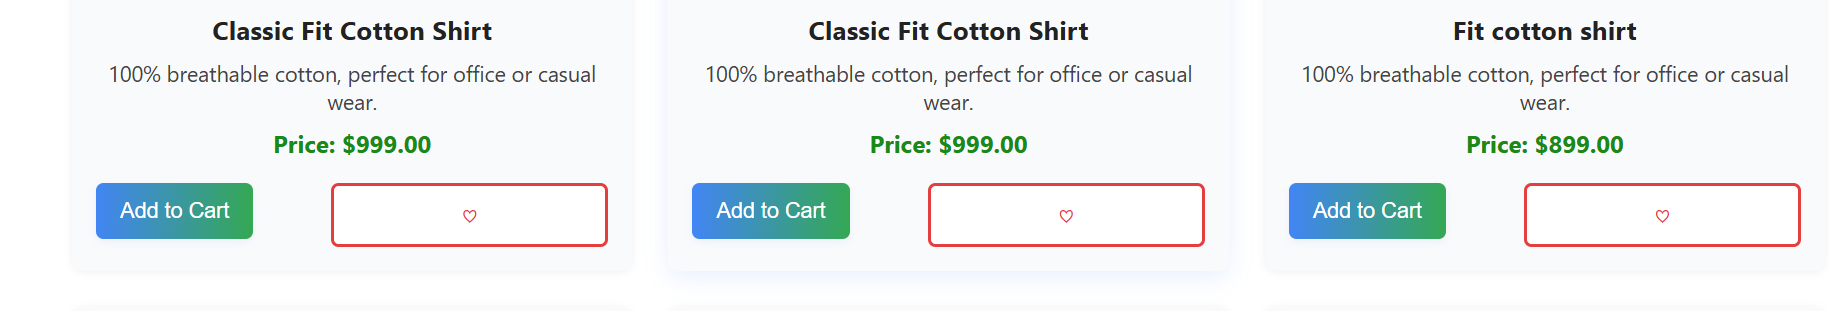 Classic Fit Cotton Shirt
100% breathable cotton, perfect for office or casual
wear.
Price: $999.00
Add to Cart
♡
Classic Fit Cotton Shirt
100% breathable cotton, perfect for office or casual
wear.
Price: $999.00
Add to Cart
♡
Fit cotton shirt
100% breathable cotton, perfect for office or casual
wear.
Price: $899.00
Add to Cart
♡